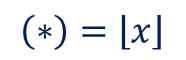 (∗) = ⌊x⌋